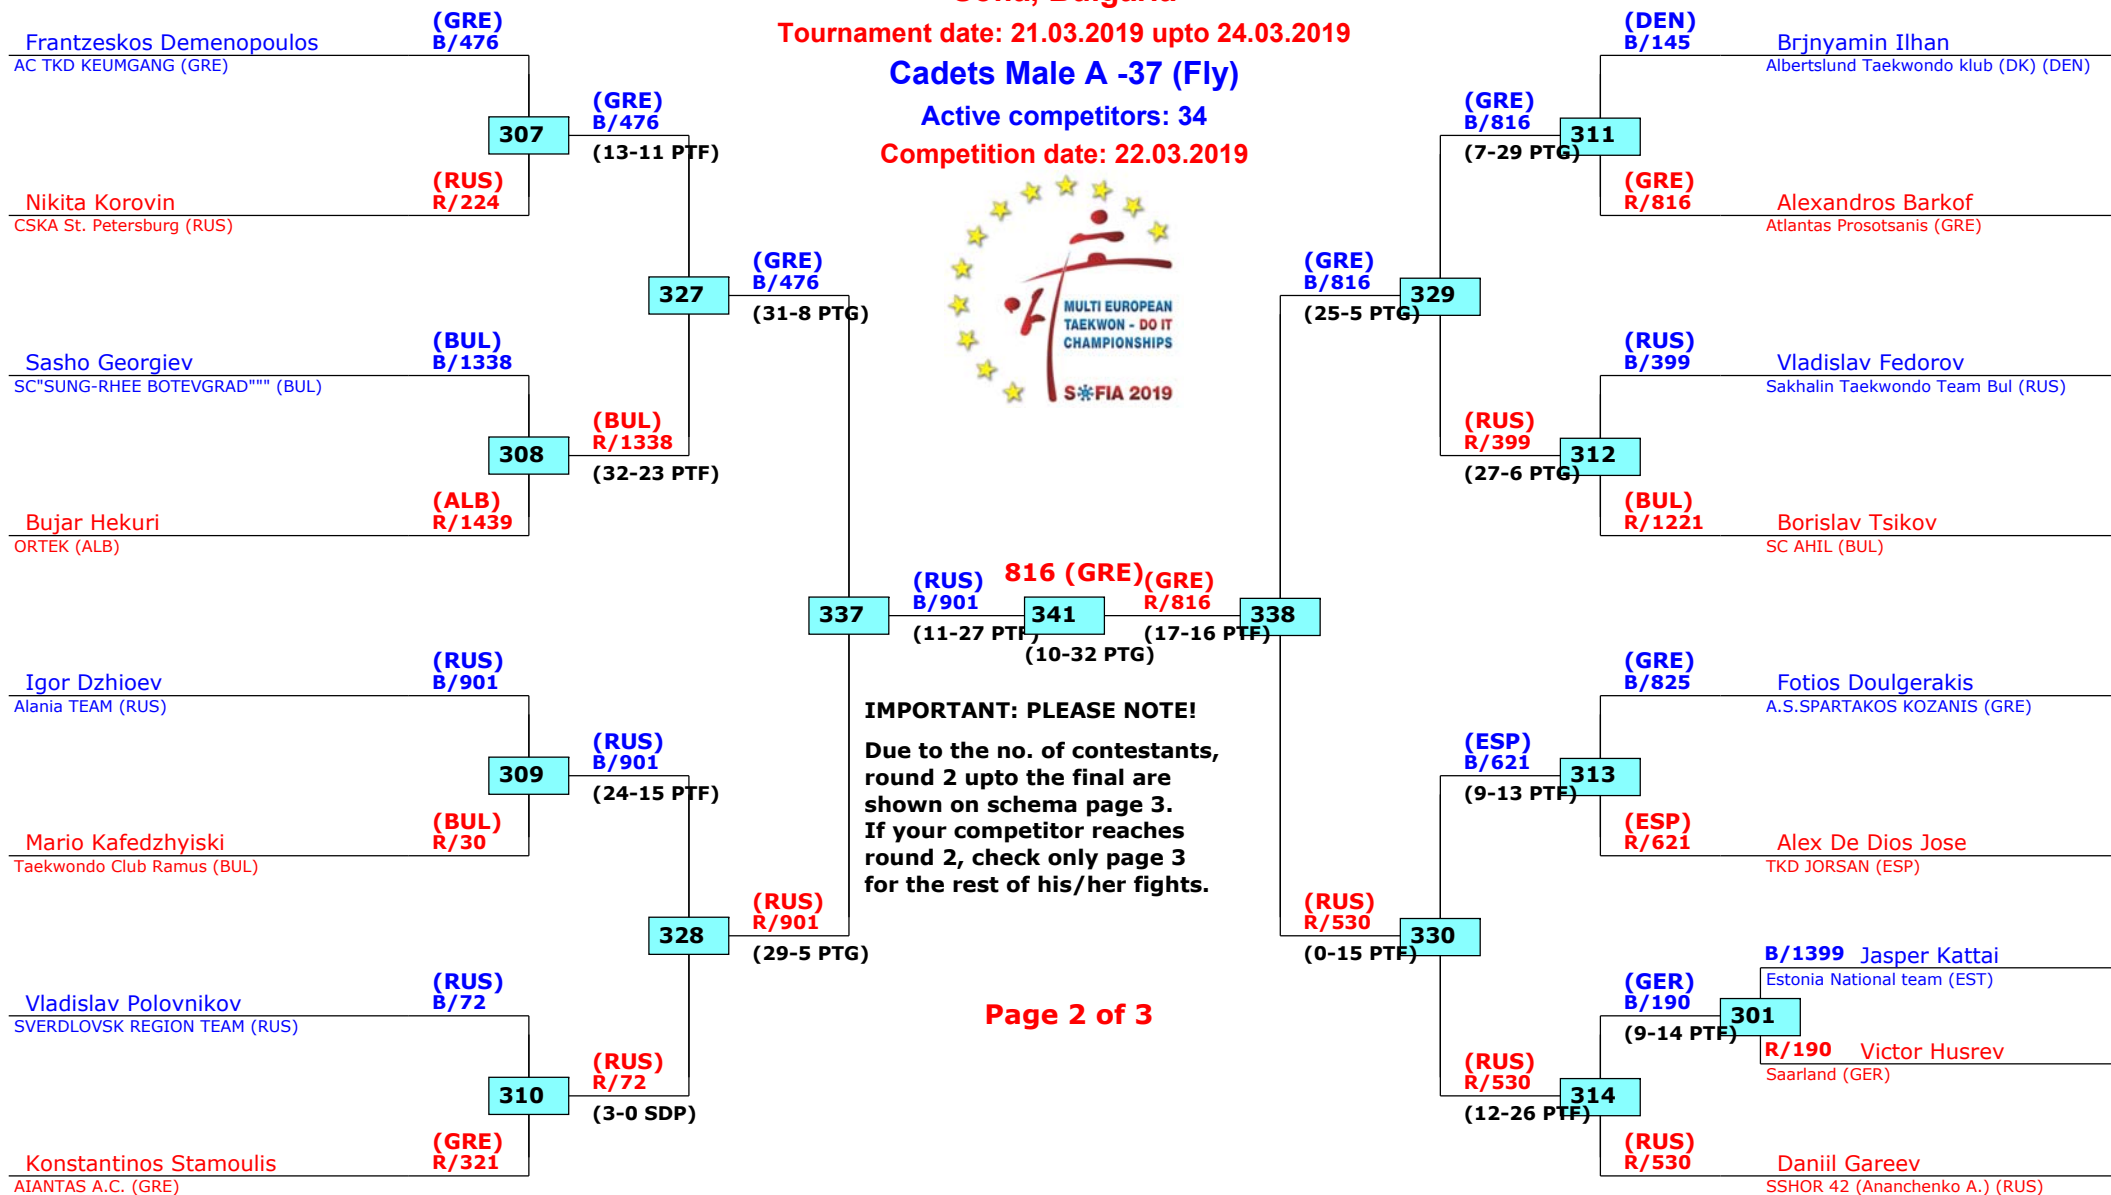 Sofia, Bulgaria
Tournament date: 21.03.2019 upto 24.03.2019
Cadets Male A -37 (Fly)
Active competitors: 34
Competition date: 22.03.2019
MULTI EUROPEAN
TAEKWON - DO IT
CHAMPIONSHIPS
SOFIA 2019
Frantzeskos Demenopoulos
AC TKD KEUMGANG (GRE)
(GRE)
B/476
307
(GRE)
B/476
(13-11 PTF)
Nikita Korovin
CSKA St. Petersburg (RUS)
(RUS)
R/224
327
(GRE)
B/476
(31-8 PTG)
Sasho Georgiev
SC"SUNG-RHEE BOTEVGRAD""" (BUL)
(BUL)
B/1338
308
(BUL)
R/1338
(32-23 PTF)
Bujar Hekuri
ORTEK (ALB)
(ALB)
R/1439
337
(RUS)
B/901
(11-27 PTF)
816 (GRE)
341
(10-32 PTG)
(GRE)
R/816
(17-16 PTF)
338
Igor Dzhioev
Alania TEAM (RUS)
(RUS)
B/901
309
(RUS)
B/901
(24-15 PTF)
Mario Kafedzhyiski
Taekwondo Club Ramus (BUL)
(BUL)
R/30
328
(RUS)
R/901
(29-5 PTG)
Vladislav Polovnikov
SVERDLOVSK REGION TEAM (RUS)
(RUS)
B/72
310
(RUS)
R/72
(3-0 SDP)
Konstantinos Stamoulis
AIANTAS A.C. (GRE)
(GRE)
R/321
IMPORTANT: PLEASE NOTE!
Due to the no. of contestants,
round 2 upto the final are
shown on schema page 3.
If your competitor reaches
round 2, check only page 3
for the rest of his/her fights.
Page 2 of 3
(DEN)
B/145
Brjnyamin Ilhan
Albertslund Taekwondo klub (DK) (DEN)
(GRE)
B/816
(7-29 PTG)
311
(GRE)
R/816
Alexandros Barkof
Atlantas Prosotsanis (GRE)
(GRE)
B/816
(25-5 PTG)
329
(RUS)
B/399
Vladislav Fedorov
Sakhalin Taekwondo Team Bul (RUS)
(RUS)
R/399
(27-6 PTG)
312
(BUL)
R/1221
Borislav Tsikov
SC AHIL (BUL)
(GRE)
B/825
Fotios Doulgerakis
A.S.SPARTAKOS KOZANIS (GRE)
(ESP)
B/621
(9-13 PTF)
313
(ESP)
R/621
Alex De Dios Jose
TKD JORSAN (ESP)
(RUS)
R/530
(0-15 PTF)
330
B/1399 Jasper Kattai
Estonia National team (EST)
(GER)
B/190
(9-14 PTF)
301
R/190 Victor Husrev
Saarland (GER)
(RUS)
R/530
(12-26 PTF)
314
(RUS)
R/530
Daniil Gareev
SSHOR 42 (Ananchenko A.) (RUS)